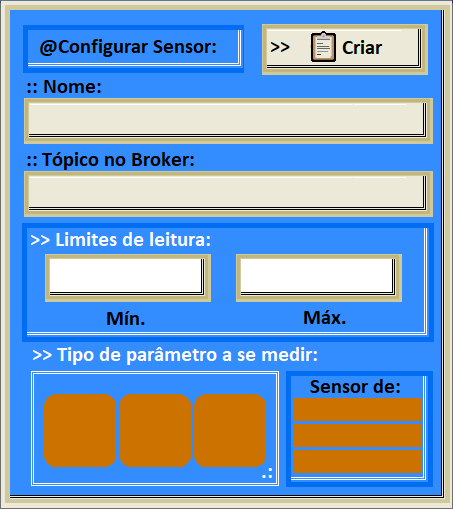 @Configurar Sensor:
>> Criar
:: Nome:
:: Tópico no Broker:
>> Limites de leitura:
Mín. Máx.
>> Tipo de parâmetro a se medir:
Sensor de:
.: